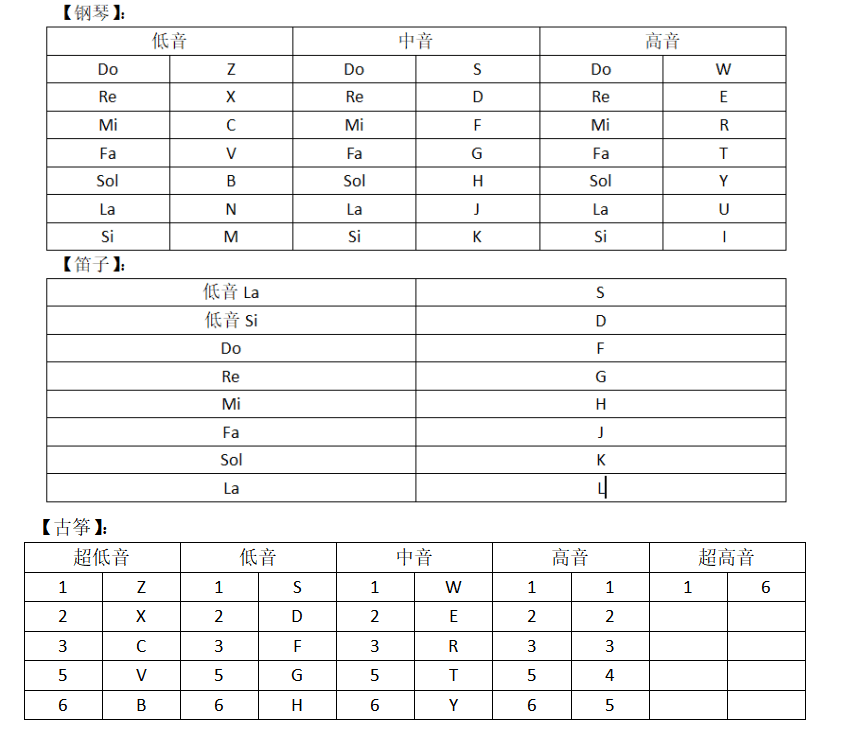 【钢琴】:
低音 中音 高音
Do Z Do S Do W
Re X Re D Re E
Mi C Mi F Mi R
Fa V Fa G Fa T
Sol B Sol H Sol Y
La N La J La U
Si M Si K Si I
【笛子】:
低音 La S
低音 Si D
Do F
Re G
Mi H
Fa J
Sol K
La L
【古筝】:
超低音 低音 中音 高音 超高音
1 Z 1 S 1 W 1 1 1 6
2 X 2 D 2 E 2 2
3 C 3 F 3 R 3 3
5 V 5 G 5 T 5 4
6 B 6 H 6 Y 6 5